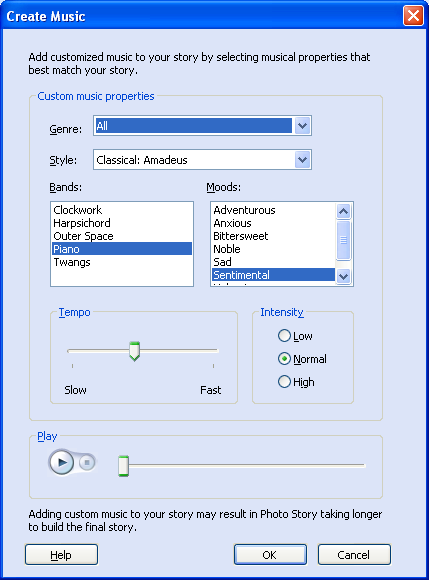 Create Music
Add customized music to your story by selecting musical properties that
best match your story.
Custom music properties
Genre: All
Style: Classical: Amadeus
Bands: Moods:
Clockwork
Harpsichord
Outer Space
Piano
Twangs
Adventurous
Anxious
Bittersweet
Noble
Sad
Sentimental
Tempo
Slow Fast
Intensity
Low
Normal
High
Play
Adding custom music to your story may result in Photo Story taking longer
to build the final story.
Help OK Cancel